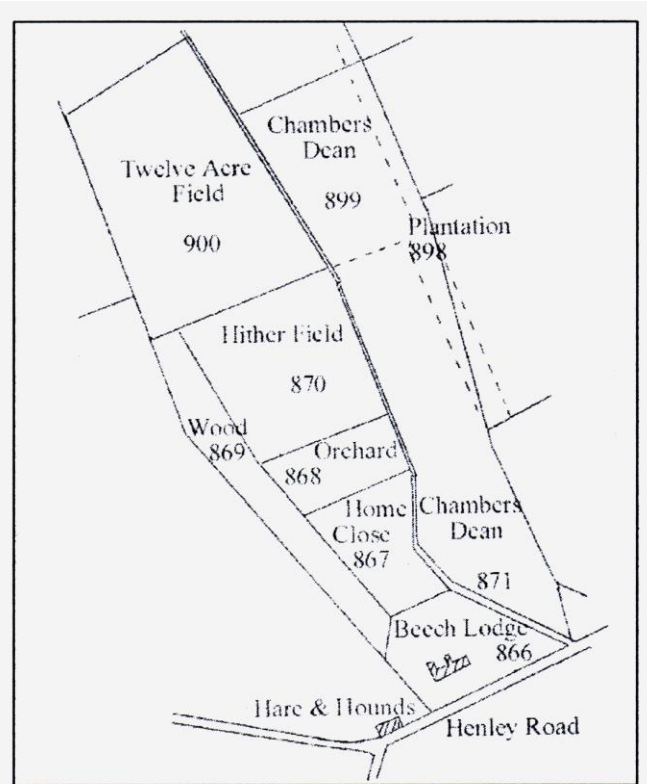 Chambers
Dean
899
Twelve Acre
Field
900
Plantation
898
Hither Field
870
Wood
869
Orchard
868
Home
Close
867
Chambers
Dean
871
Beech Lodge
866
Hare & Hounds
Henley Road